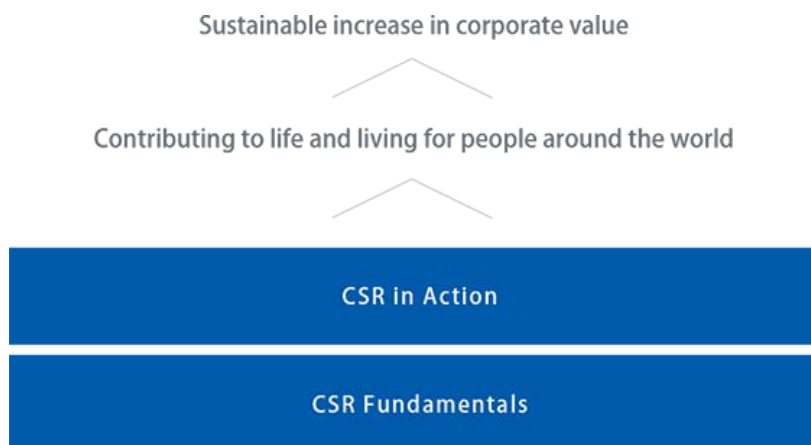 Sustainable increase in corporate value
Contributing to life and living for people around the world
CSR in Action
CSR Fundamentals